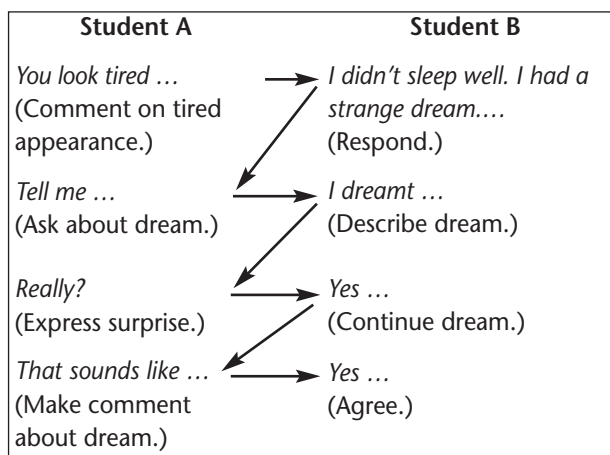 Student A
Student B
You look tired …
(Comment on tired
appearance.)
I didn’t sleep well. I had a
strange dream….
(Respond.)
Tell me …
(Ask about dream.)
I dreamt …
(Describe dream.)
Really?
(Express surprise.)
Yes …
(Continue dream.)
That sounds like …
(Make comment
about dream.)
Yes …
(Agree.)